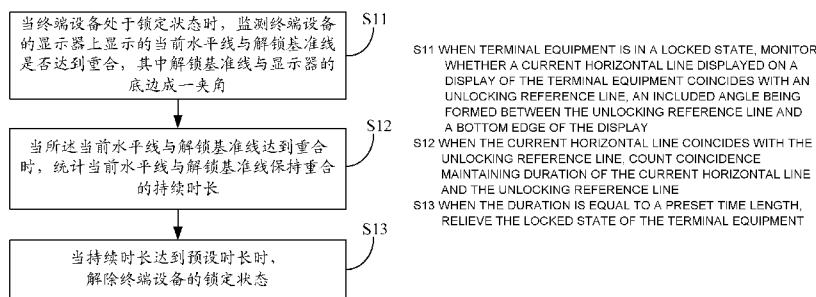 当终端设备处于锁定状态时，监测终端设备
的显示器上显示的当前水平线与解锁基准线
是否达到重合，其中解锁基准线与显示器的
底边成一夹角
S11
当所述当前水平线与解锁基准线达到重合
时，统计当前水平线与解锁基准线保持重合
的持续时长
S12
当持续时长达到预设时长时，
解除终端设备的锁定状态
S13
S11 WHEN TERMINAL EQUIPMENT IS IN A LOCKED STATE, MONITOR
WHETHER A CURRENT HORIZONTAL LINE DISPLAYED ON A
DISPLAY OF THE TERMINAL EQUIPMENT COINCIDES WITH AN
UNLOCKING REFERENCE LINE, AN INCLUDED ANGLE BEING
FORMED BETWEEN THE UNLOCKING REFERENCE LINE AND
A BOTTOM EDGE OF THE DISPLAY
S12 WHEN THE CURRENT HORIZONTAL LINE COINCIDES WITH THE
UNLOCKING REFERENCE LINE, COUNT COINCIDENCE
MAINTAINING DURATION OF THE CURRENT HORIZONTAL LINE
AND THE UNLOCKING REFERENCE LINE
S13 WHEN THE DURATION IS EQUAL TO A PRESET TIME LENGTH,
RELIEVE THE LOCKED STATE OF THE TERMINAL EQUIPMENT